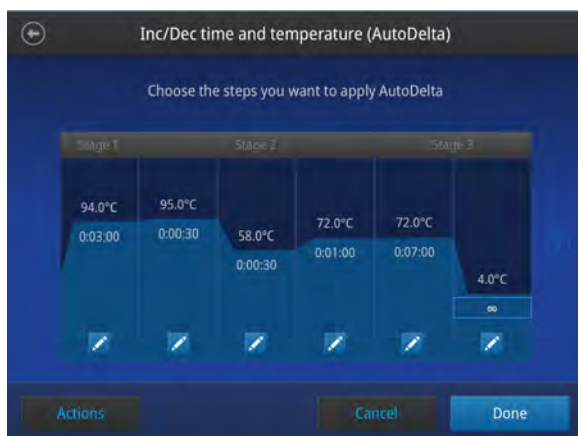 Inc/Dec time and temperature (AutoDelta)
Choose the steps you want to apply AutoDelta
Stage 1 Stage 2 Stage 3
94.0°C 95.0°C 58.0°C 72.0°C 72.0°C 4.0°C
0:03:00 0:00:30 0:00:30 0:01:00 0:07:00 ∞
Actions Cancel Done